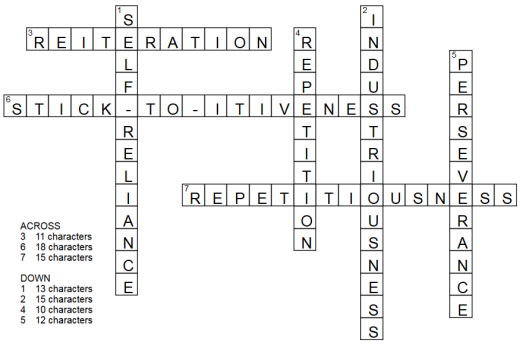 1 SELF-RELIANCE
2 INDUSTRIOUSNESS
3 REITERATION
4 REPETITION
5 PERSEVERANCE
6 STICK-TO-ITIVENESS
7 REPETITIOUSNESS
ACROSS
3 11 characters
6 18 characters
7 15 characters
DOWN
1 13 characters
2 15 characters
4 10 characters
5 12 characters